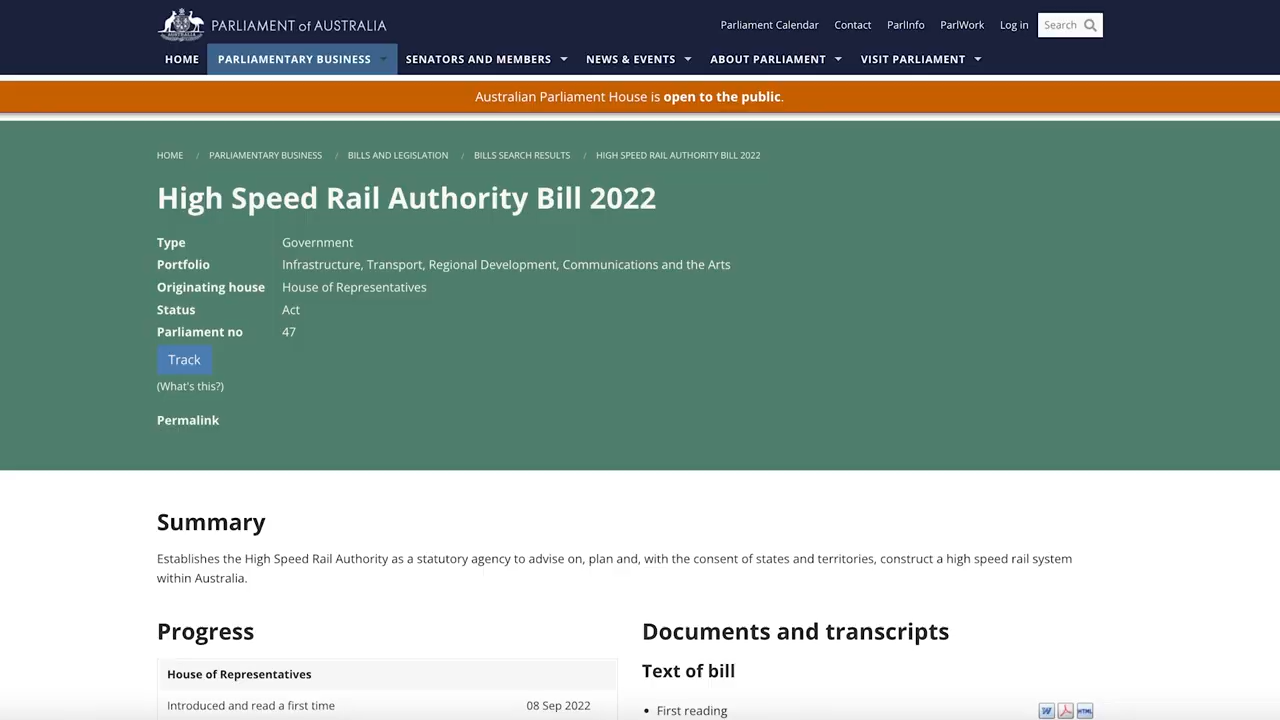 PARLIAMENT of AUSTRALIA
Parliament Calendar Contact ParlInfo ParlWork Log in Search
HOME PARLIAMENTARY BUSINESS SENATORS AND MEMBERS NEWS & EVENTS ABOUT PARLIAMENT VISIT PARLIAMENT
Australian Parliament House is open to the public.
HOME / PARLIAMENTARY BUSINESS / BILLS AND LEGISLATION / BILLS SEARCH RESULTS / HIGH SPEED RAIL AUTHORITY BILL 2022
High Speed Rail Authority Bill 2022
Type Government
Portfolio Infrastructure, Transport, Regional Development, Communications and the Arts
Originating house House of Representatives
Status Act
Parliament no 47
Track
(What's this?)
Permalink
Summary
Establishes the High Speed Rail Authority as a statutory agency to advise on, plan and, with the consent of states and territories, construct a high speed rail system
within Australia.
Progress
House of Representatives
Introduced and read a first time 08 Sep 2022
Documents and transcripts
Text of bill
• First reading W HTML